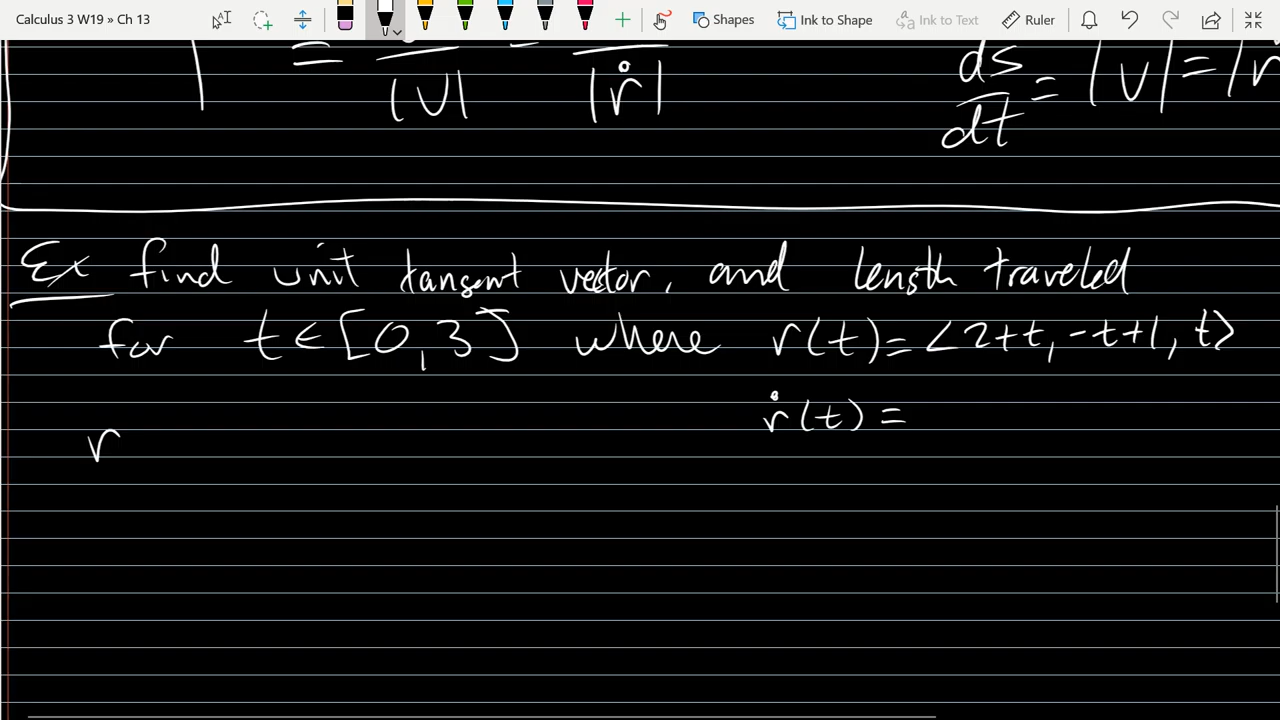 Calculus 3 W19 » Ch 13
Shapes
Ink to Shape
Ink to Text
Ruler
= |V| |ṙ|
ds/dt = |V| = |ṙ
Ex find unit tangent vector, and length traveled
for t ∈ [0,3] where r(t) = <2+t, -t+1, t>
ṙ(t) =
r